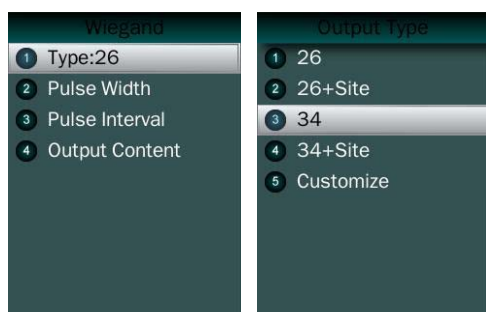 Wiegand
1 Type:26
2 Pulse Width
3 Pulse Interval
4 Output Content
Output Type
1 26
2 26+Site
3 34
4 34+Site
5 Customize